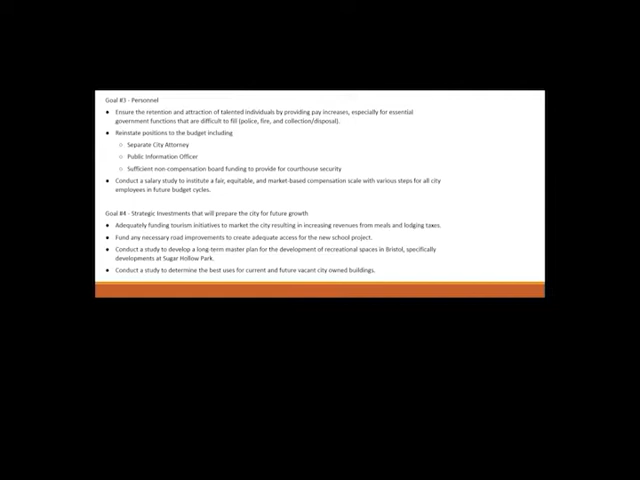 Goal #3 - Personnel
● Ensure the retention and attraction of talented individuals by providing pay increases, especially for essential
government functions that are difficult to fill (police, fire, and collection/disposal).
● Reinstate positions to the budget including
○ Separate City Attorney
○ Public Information Officer
○ Sufficient non-compensation board funding to provide for courthouse security
● Conduct a salary study to institute a fair, equitable, and market-based compensation scale with various steps for all city
employees in future budget cycles.
Goal #4 - Strategic Investments that will prepare the city for future growth
● Adequately funding tourism initiatives to market the city resulting in increasing revenues from meals and lodging taxes.
● Fund any necessary road improvements to create adequate access for the new school project.
● Conduct a study to develop a long-term master plan for the development of recreational spaces in Bristol, specifically
developments at Sugar Hollow Park.
● Conduct a study to determine the best uses for current and future vacant city owned buildings.